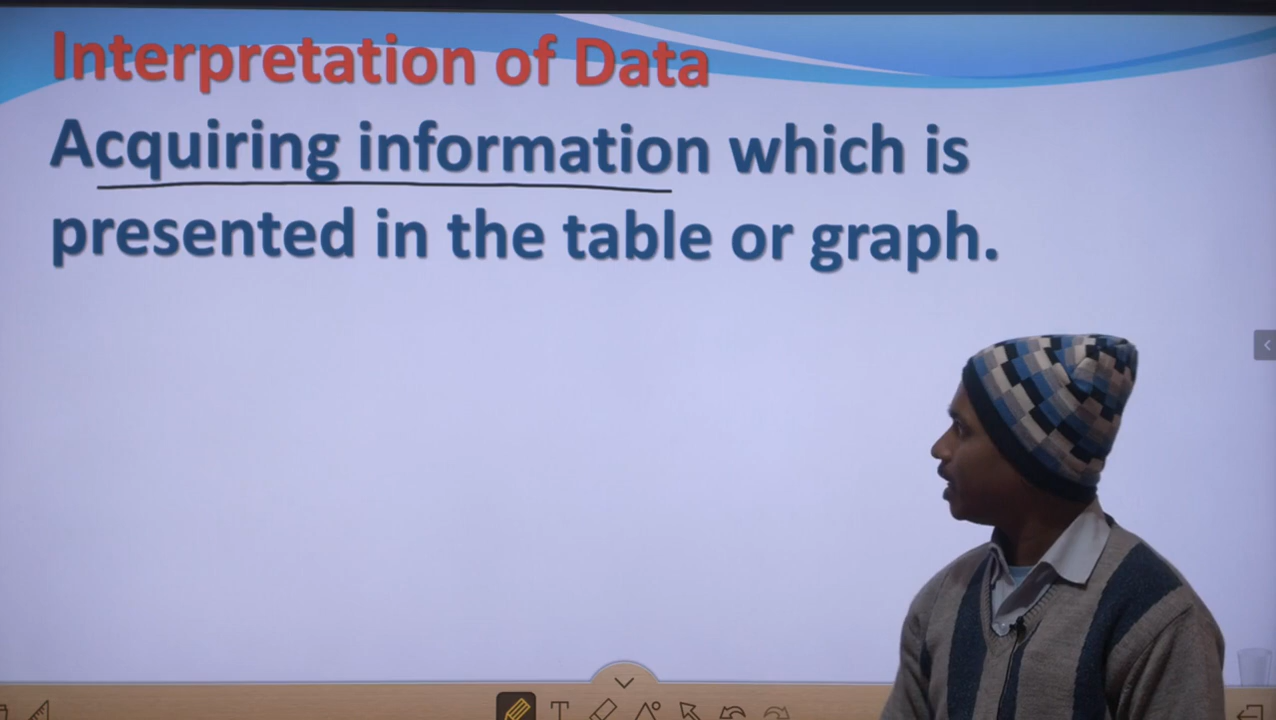 Interpretation of Data
Acquiring information which is
presented in the table or graph.